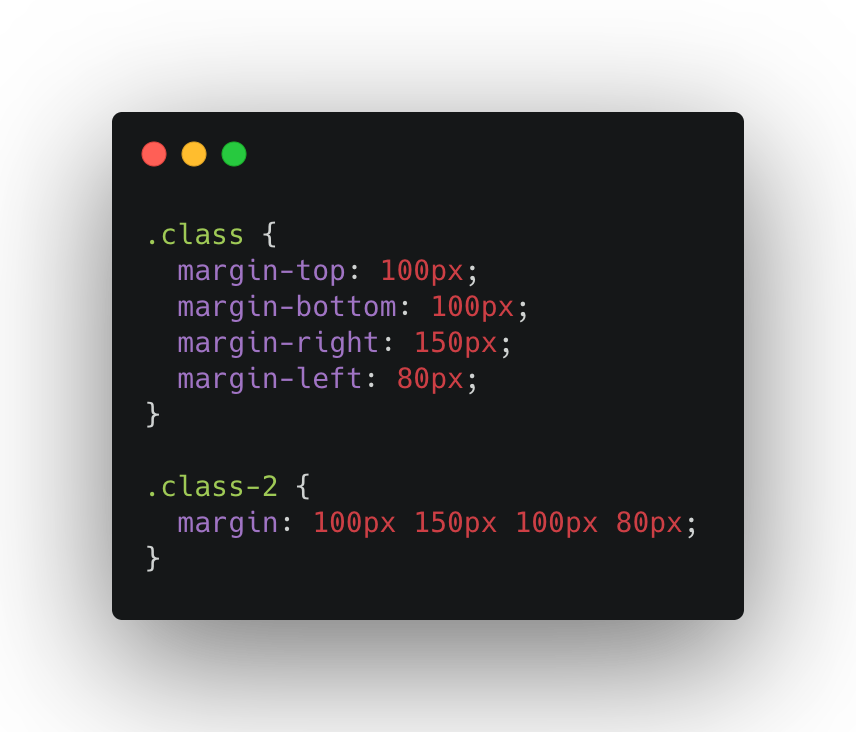 .class {
  margin-top: 100px;
  margin-bottom: 100px;
  margin-right: 150px;
  margin-left: 80px;
}

.class-2 {
  margin: 100px 150px 100px 80px;
}